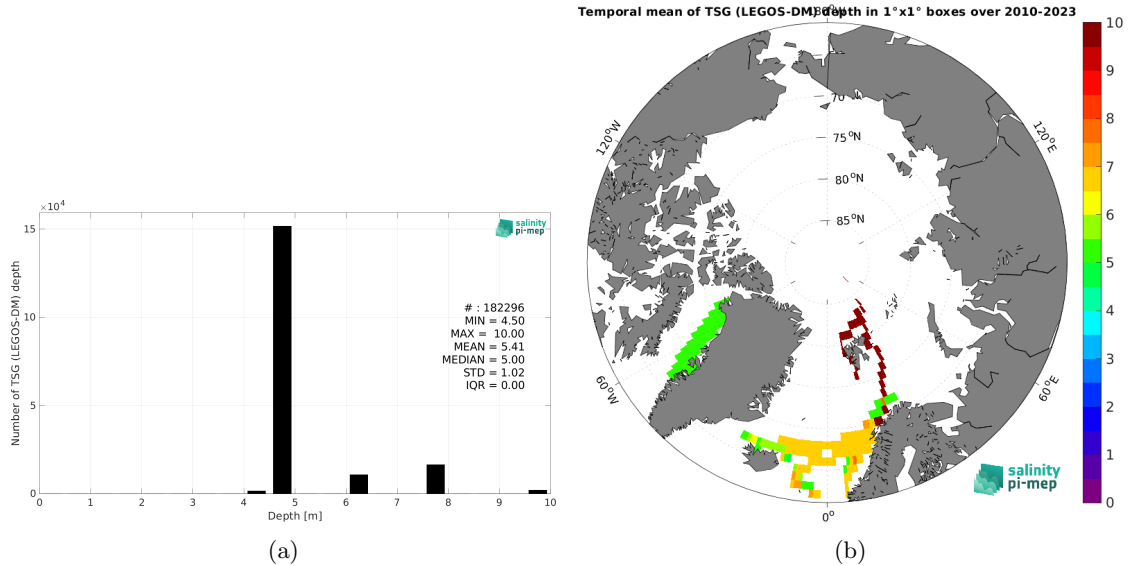 ×10⁴
15
10
5
0
Number of TSG (LEGOS-DM) depth
0 1 2 3 4 5 6 7 8 9 10
Depth [m]
salinity
pi-mep
# : 182296
MIN = 4.50
MAX = 10.00
MEAN = 5.41
MEDIAN = 5.00
STD = 1.02
IQR = 0.00
(a)
Temporal mean of TSG (LEGOS-DM) depth in 1°x1° boxes over 2010-2023
180°W
120°W
120°E
60°W
60°E
0°
70
75°N
80°N
85°N
salinity
pi-mep
10
9
8
7
6
5
4
3
2
1
0
(b)